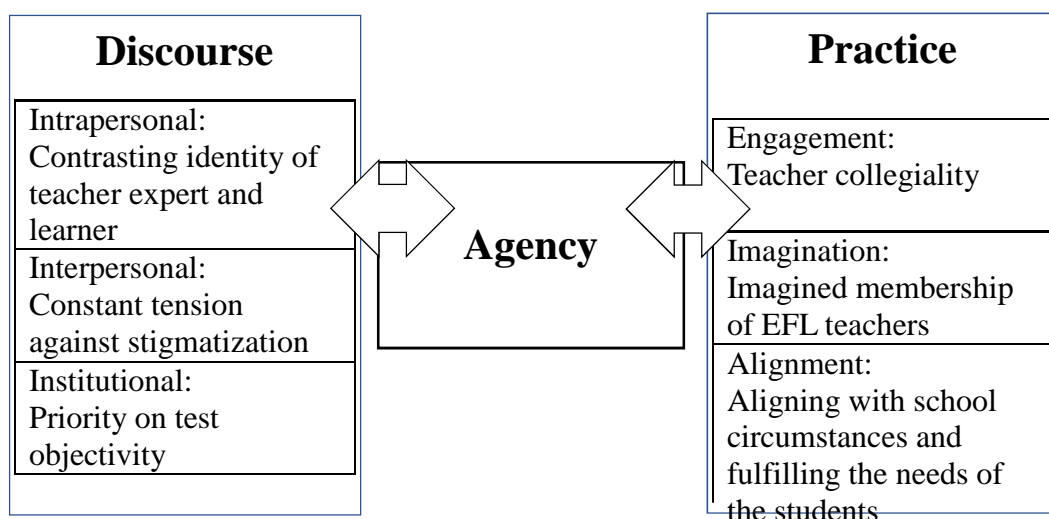 Discourse
Intrapersonal:
Contrasting identity of
teacher expert and
learner
Interpersonal:
Constant tension
against stigmatization
Institutional:
Priority on test
objectivity
Agency
Practice
Engagement:
Teacher collegiality
Imagination:
Imagined membership
of EFL teachers
Alignment:
Aligning with school
circumstances and
fulfilling the needs of
the students